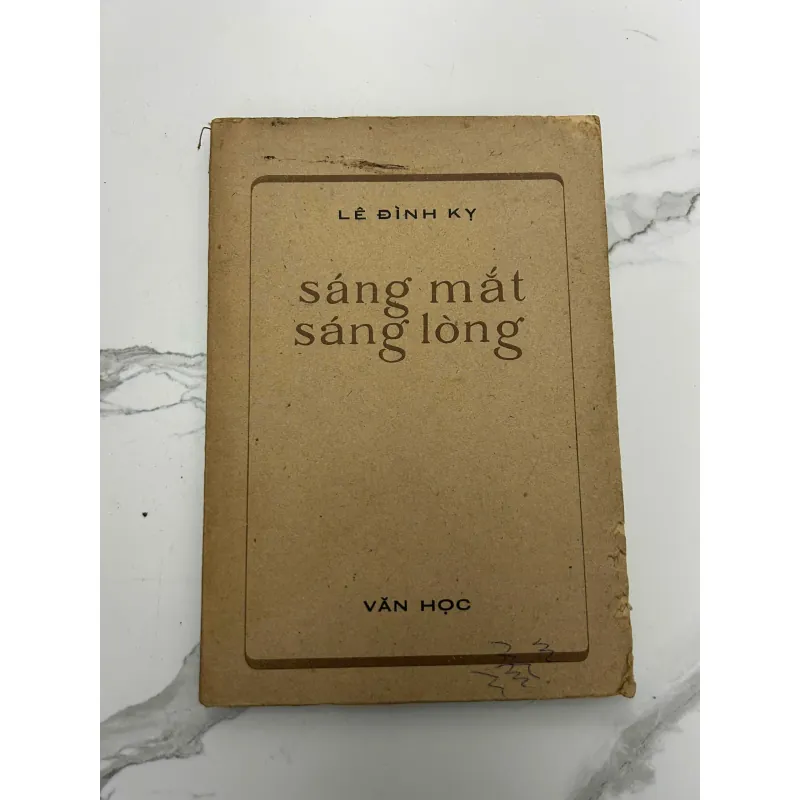 LÊ ĐÌNH KỴ
sáng mắt
sáng lòng
VĂN HỌC